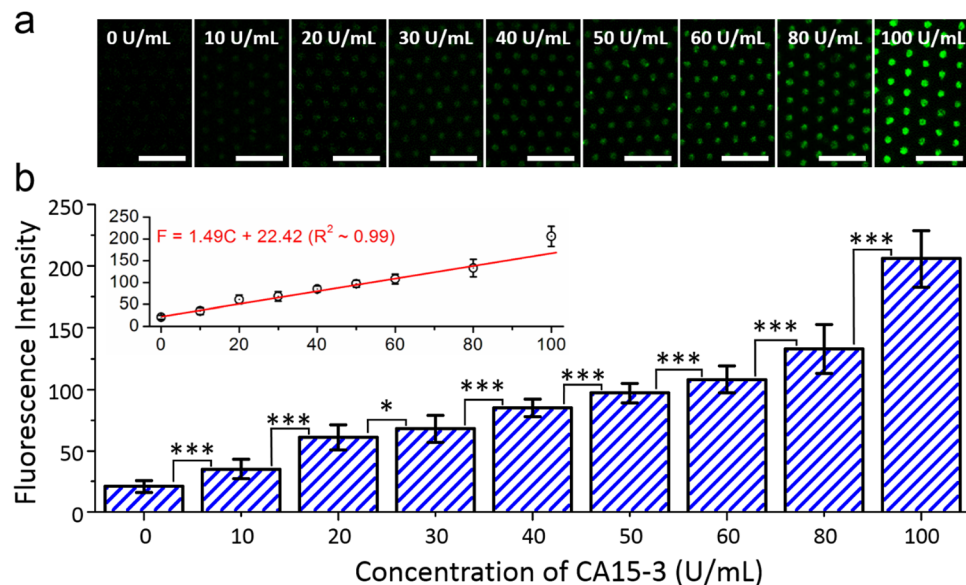 a
0 U/mL 10 U/mL 20 U/mL 30 U/mL 40 U/mL 50 U/mL 60 U/mL 80 U/mL 100 U/mL
b
Fluorescence Intensity
250
200
150
100
50
0
250
200
150
100
50
0
F = 1.49C + 22.42 (R² ~ 0.99)
0 20 40 60 80 100
*** *** * *** *** *** *** ***
0 10 20 30 40 50 60 80 100
Concentration of CA15-3 (U/mL)